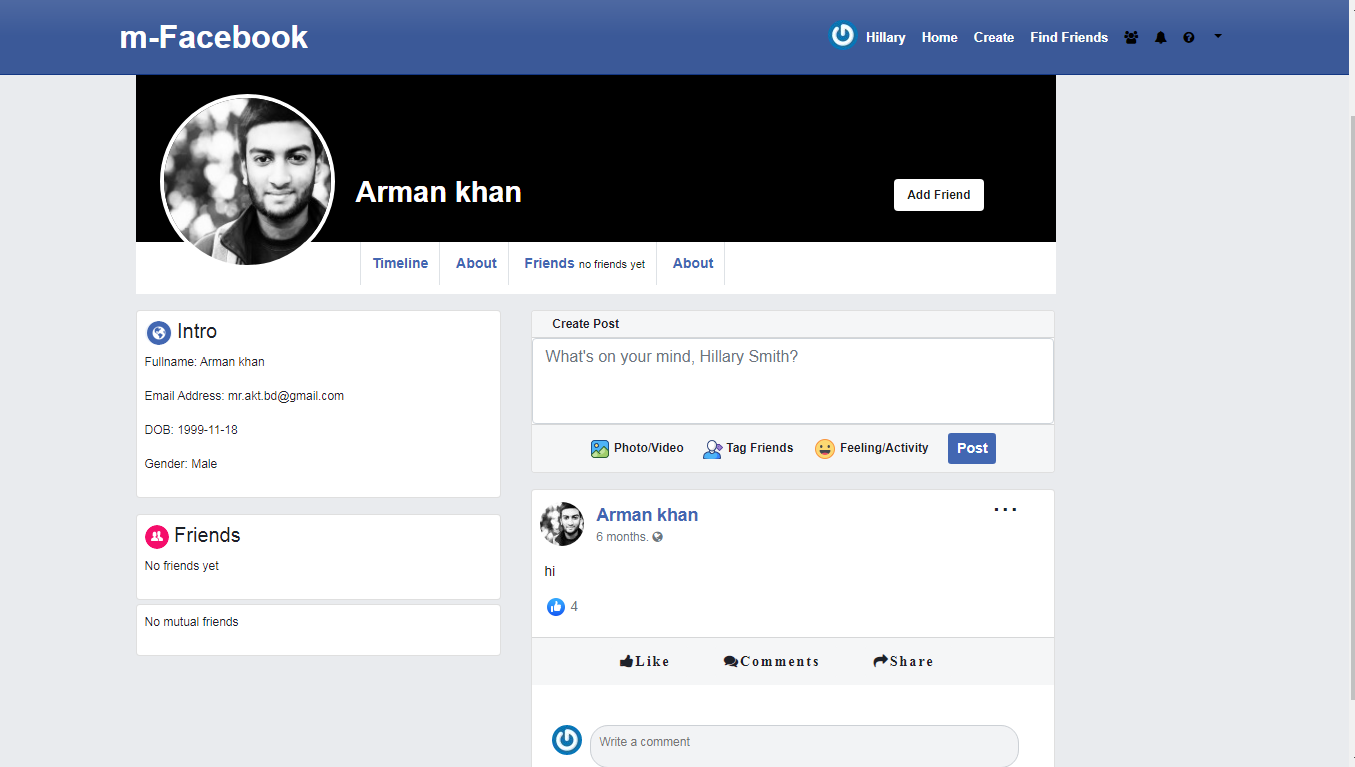 m-Facebook
Hillary Home Create Find Friends
Arman khan
Add Friend
Timeline About Friends no friends yet About
Intro
Fullname: Arman khan
Email Address: mr.akt.bd@gmail.com
DOB: 1999-11-18
Gender: Male
Friends
No friends yet
No mutual friends
Create Post
What's on your mind, Hillary Smith?
Photo/Video Tag Friends Feeling/Activity Post
Arman khan
...
6 months.
hi
4
Like Comments Share
Write a comment